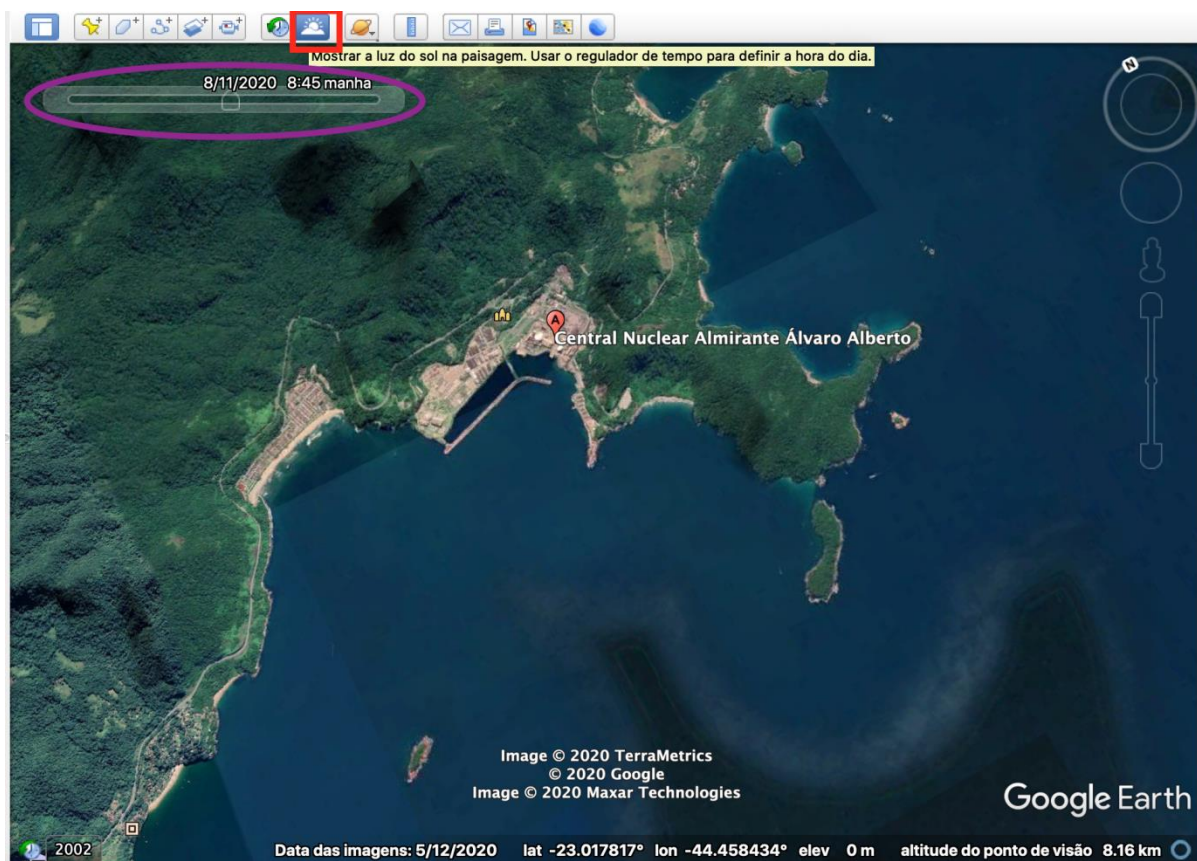 Mostrar a luz do sol na paisagem. Usar o regulador de tempo para definir a hora do dia.
8/11/2020 8:45 manha
N
A
Central Nuclear Almirante Álvaro Alberto
Image © 2020 TerraMetrics
© 2020 Google
Image © 2020 Maxar Technologies
Google Earth
2002
Data das imagens: 5/12/2020 lat -23.017817° lon -44.458434° elev 0 m altitude do ponto de visão 8.16 km